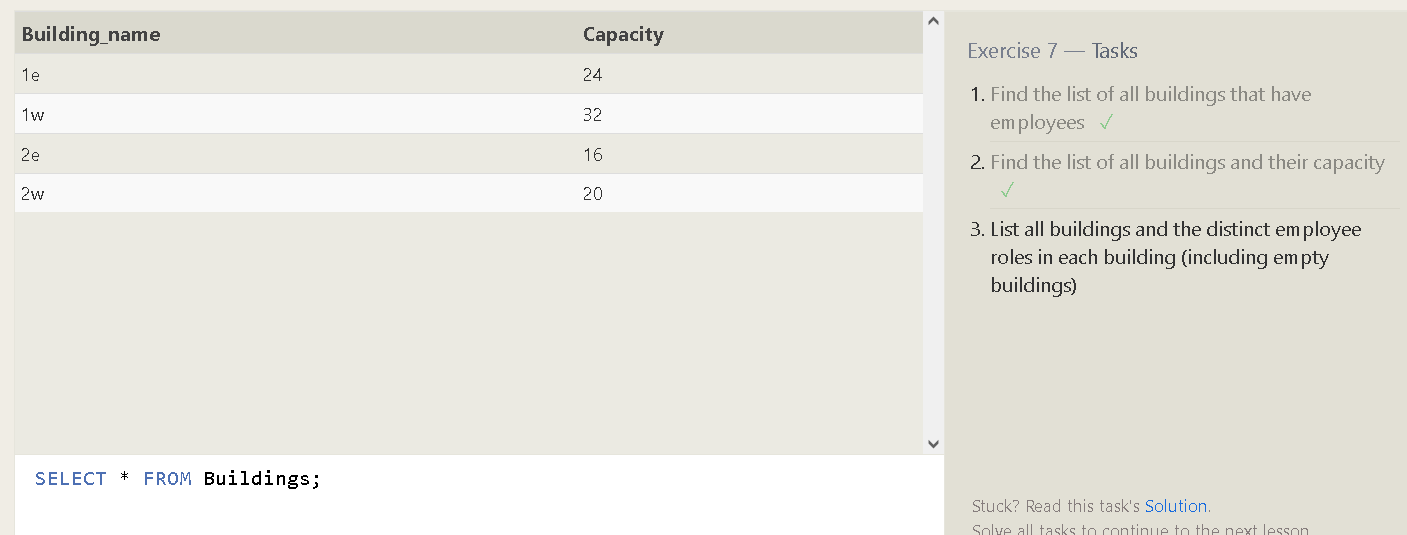 Building_name Capacity
1e 24
1w 32
2e 16
2w 20
SELECT * FROM Buildings;
Exercise 7 — Tasks
1. Find the list of all buildings that have
employees ✓
2. Find the list of all buildings and their capacity
✓
3. List all buildings and the distinct employee
roles in each building (including empty
buildings)
Stuck? Read this task's Solution.
Solve all tasks to continue to the next lesson.